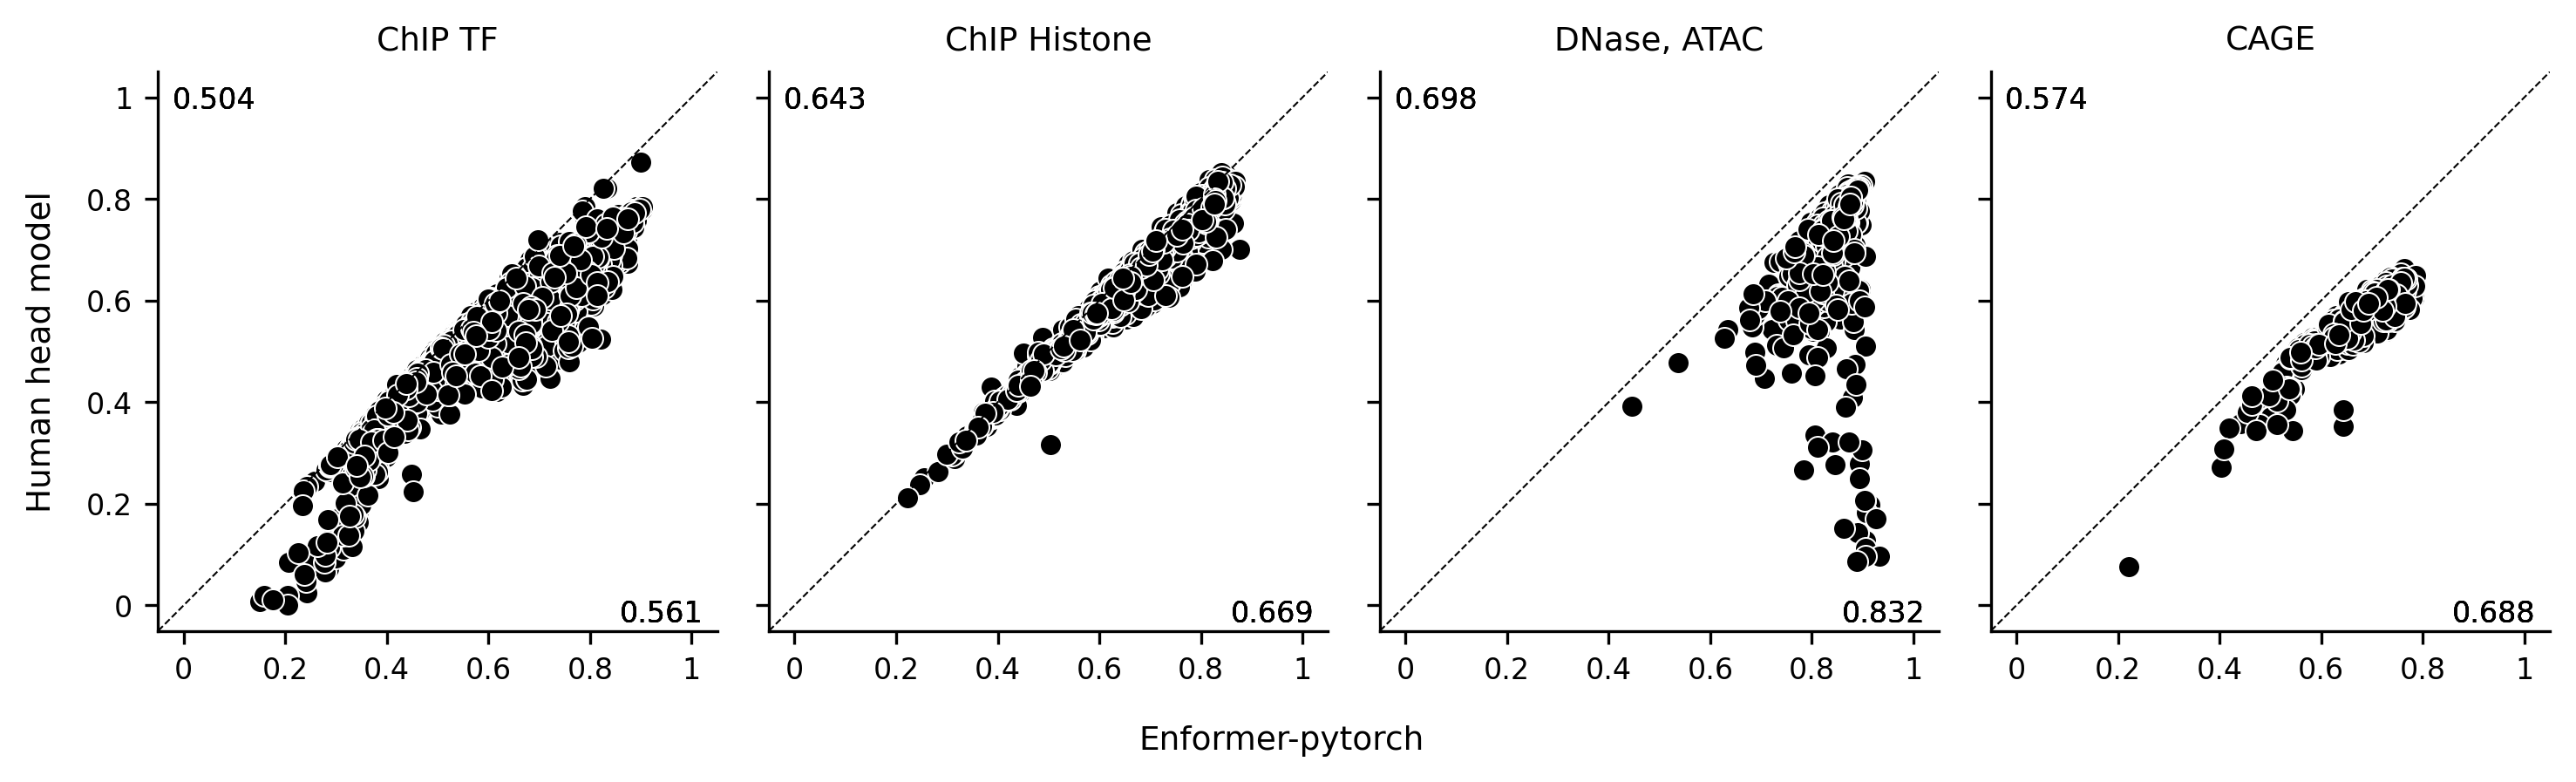 ChIP TF
ChIP Histone
DNase, ATAC
CAGE
Human head model
1
0.8
0.6
0.4
0.2
0
0.504
0.561
0.643
0.669
0.698
0.832
0.574
0.688
0 0.2 0.4 0.6 0.8 1
0 0.2 0.4 0.6 0.8 1
0 0.2 0.4 0.6 0.8 1
0 0.2 0.4 0.6 0.8 1
Enformer-pytorch